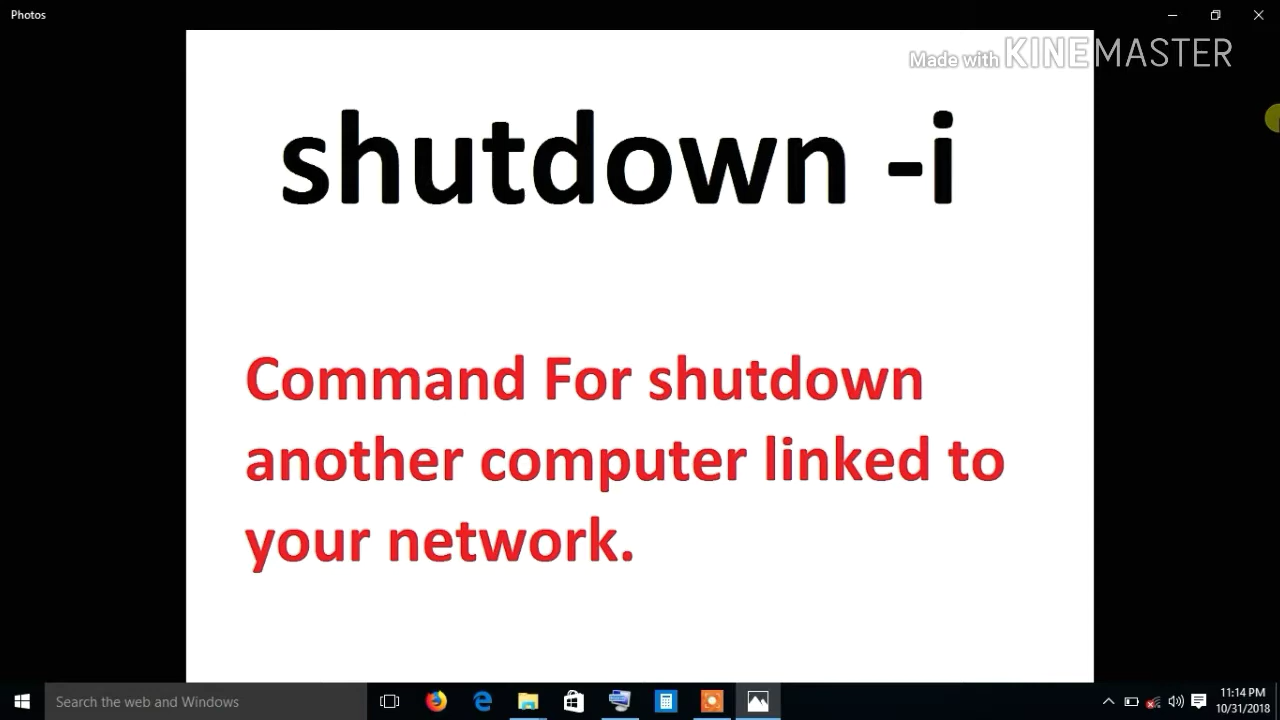 Photos
Made with KINEMASTER
shutdown -i
Command For shutdown
another computer linked to
your network.
Search the web and Windows
11:14 PM
10/31/2018